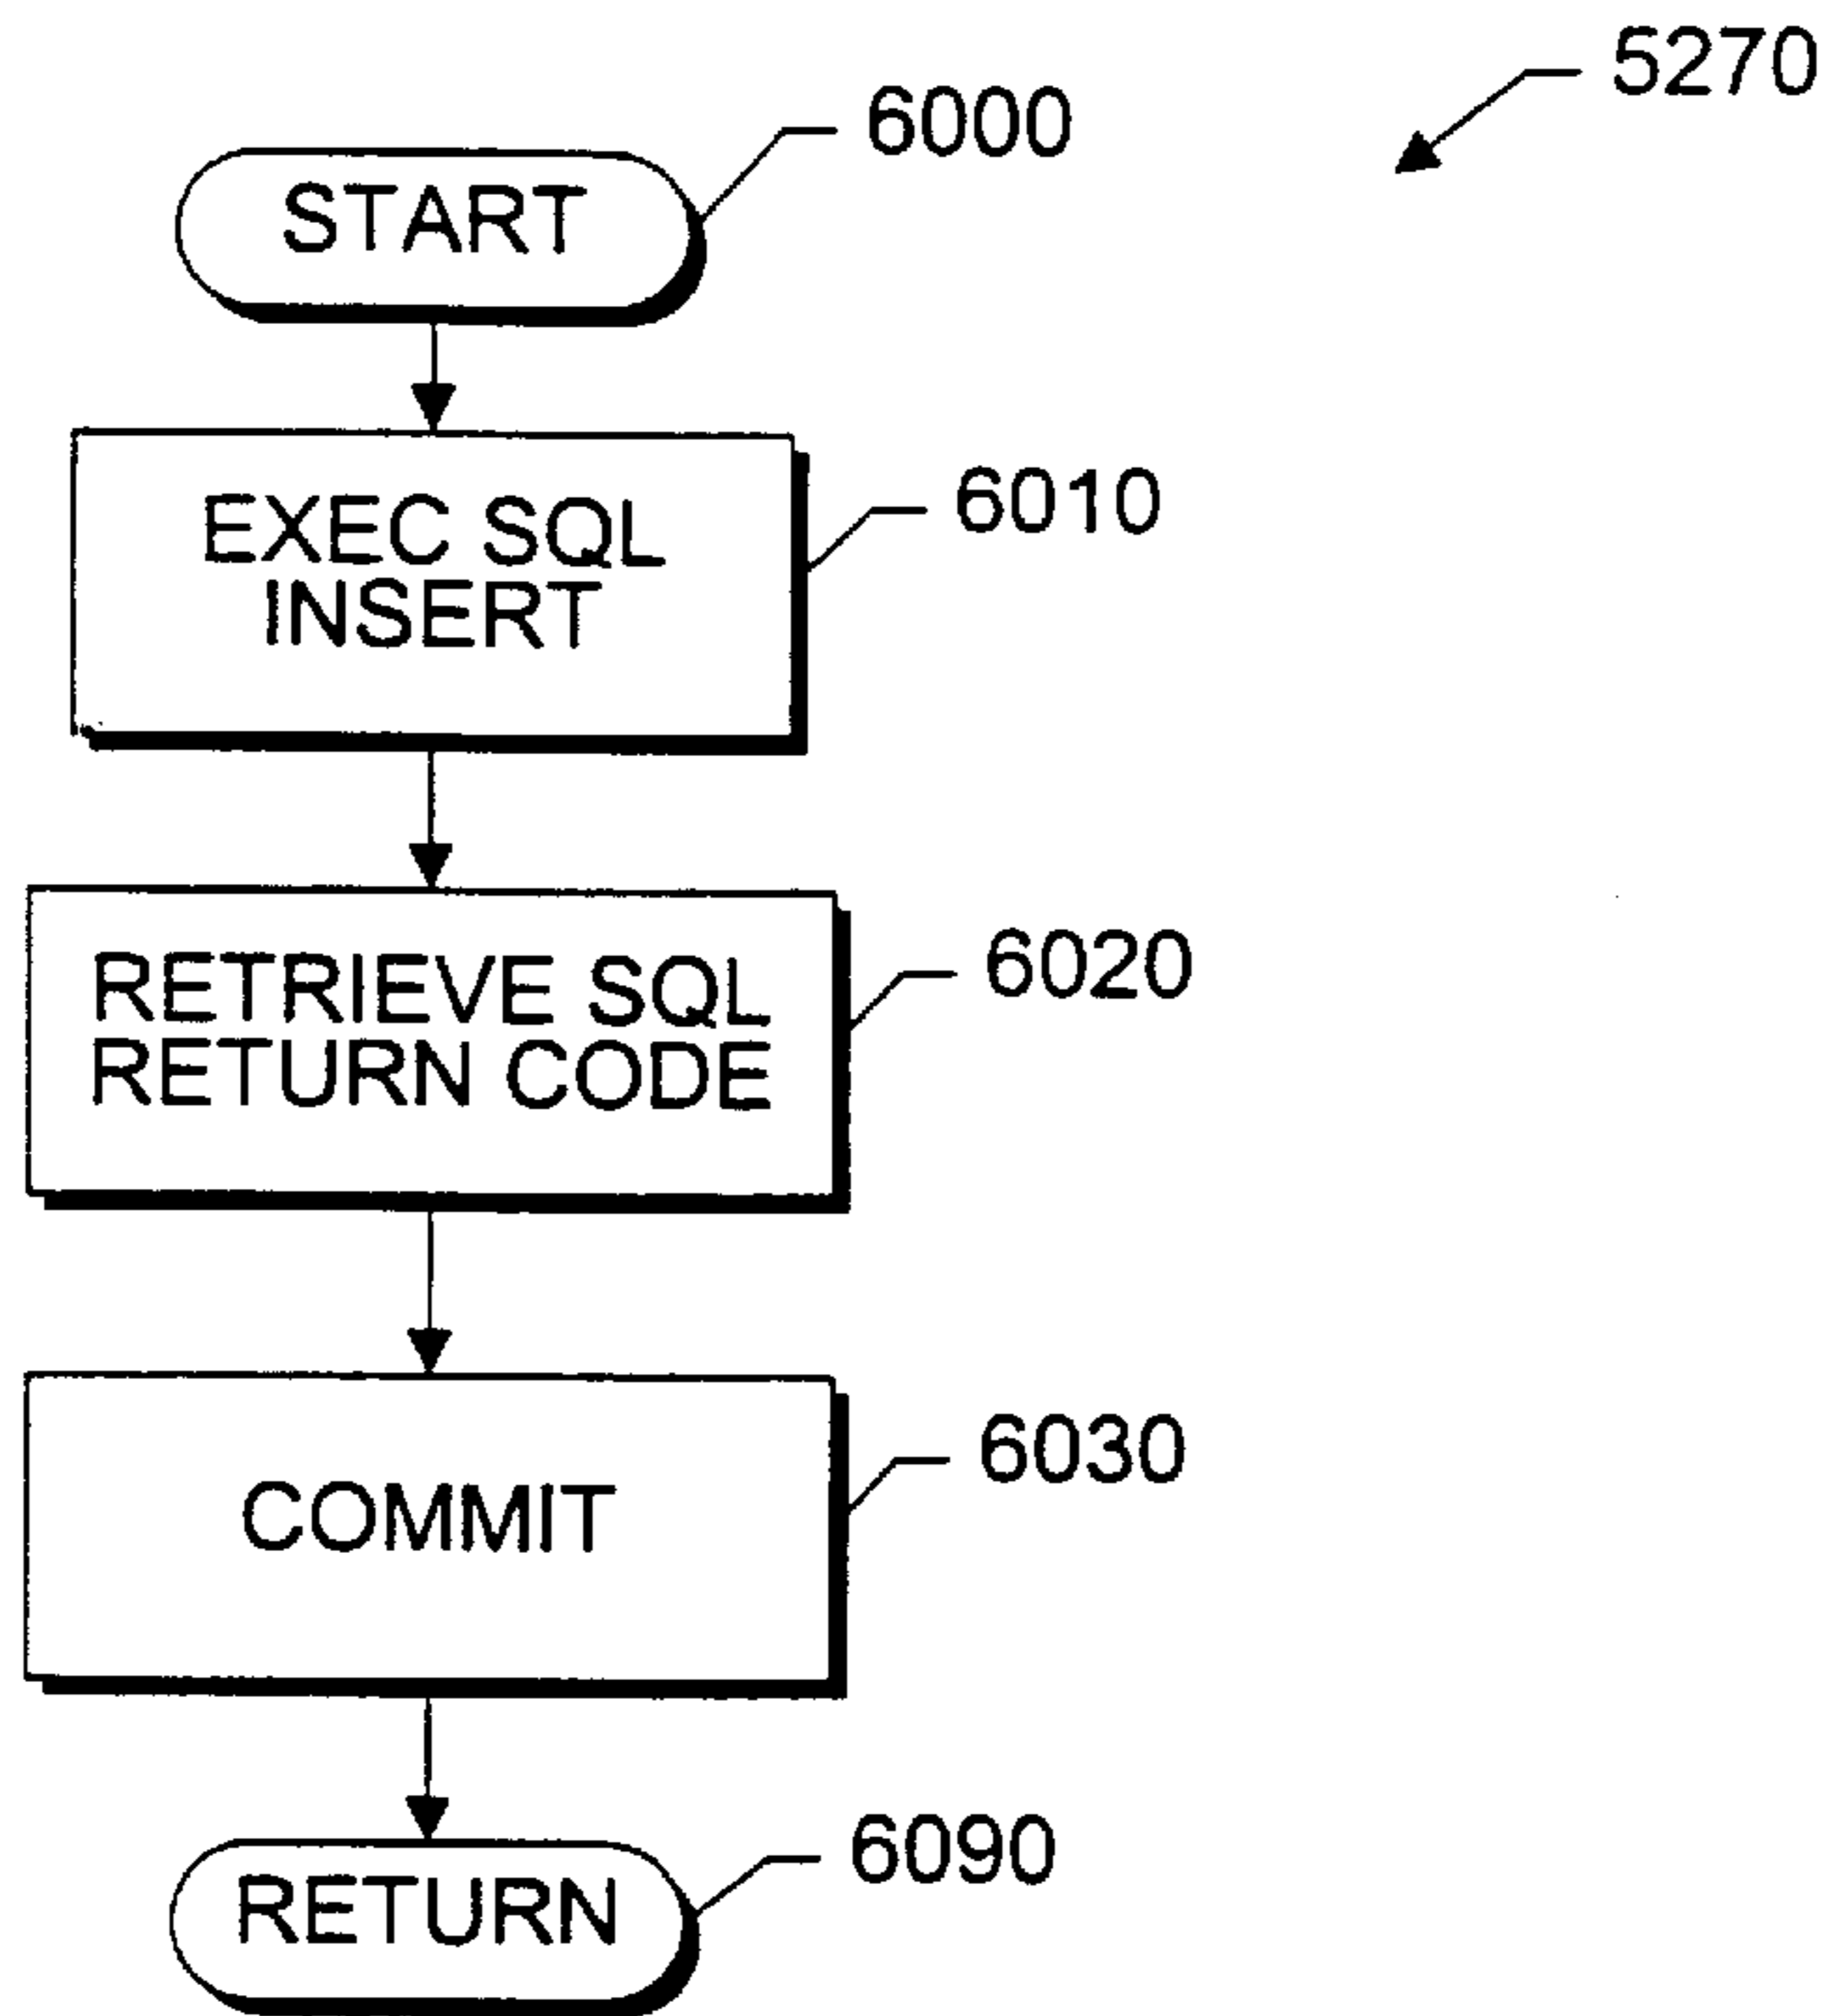 5270
6000
START
6010
EXEC SQL
INSERT
6020
RETRIEVE SQL
RETURN CODE
6030
COMMIT
6090
RETURN